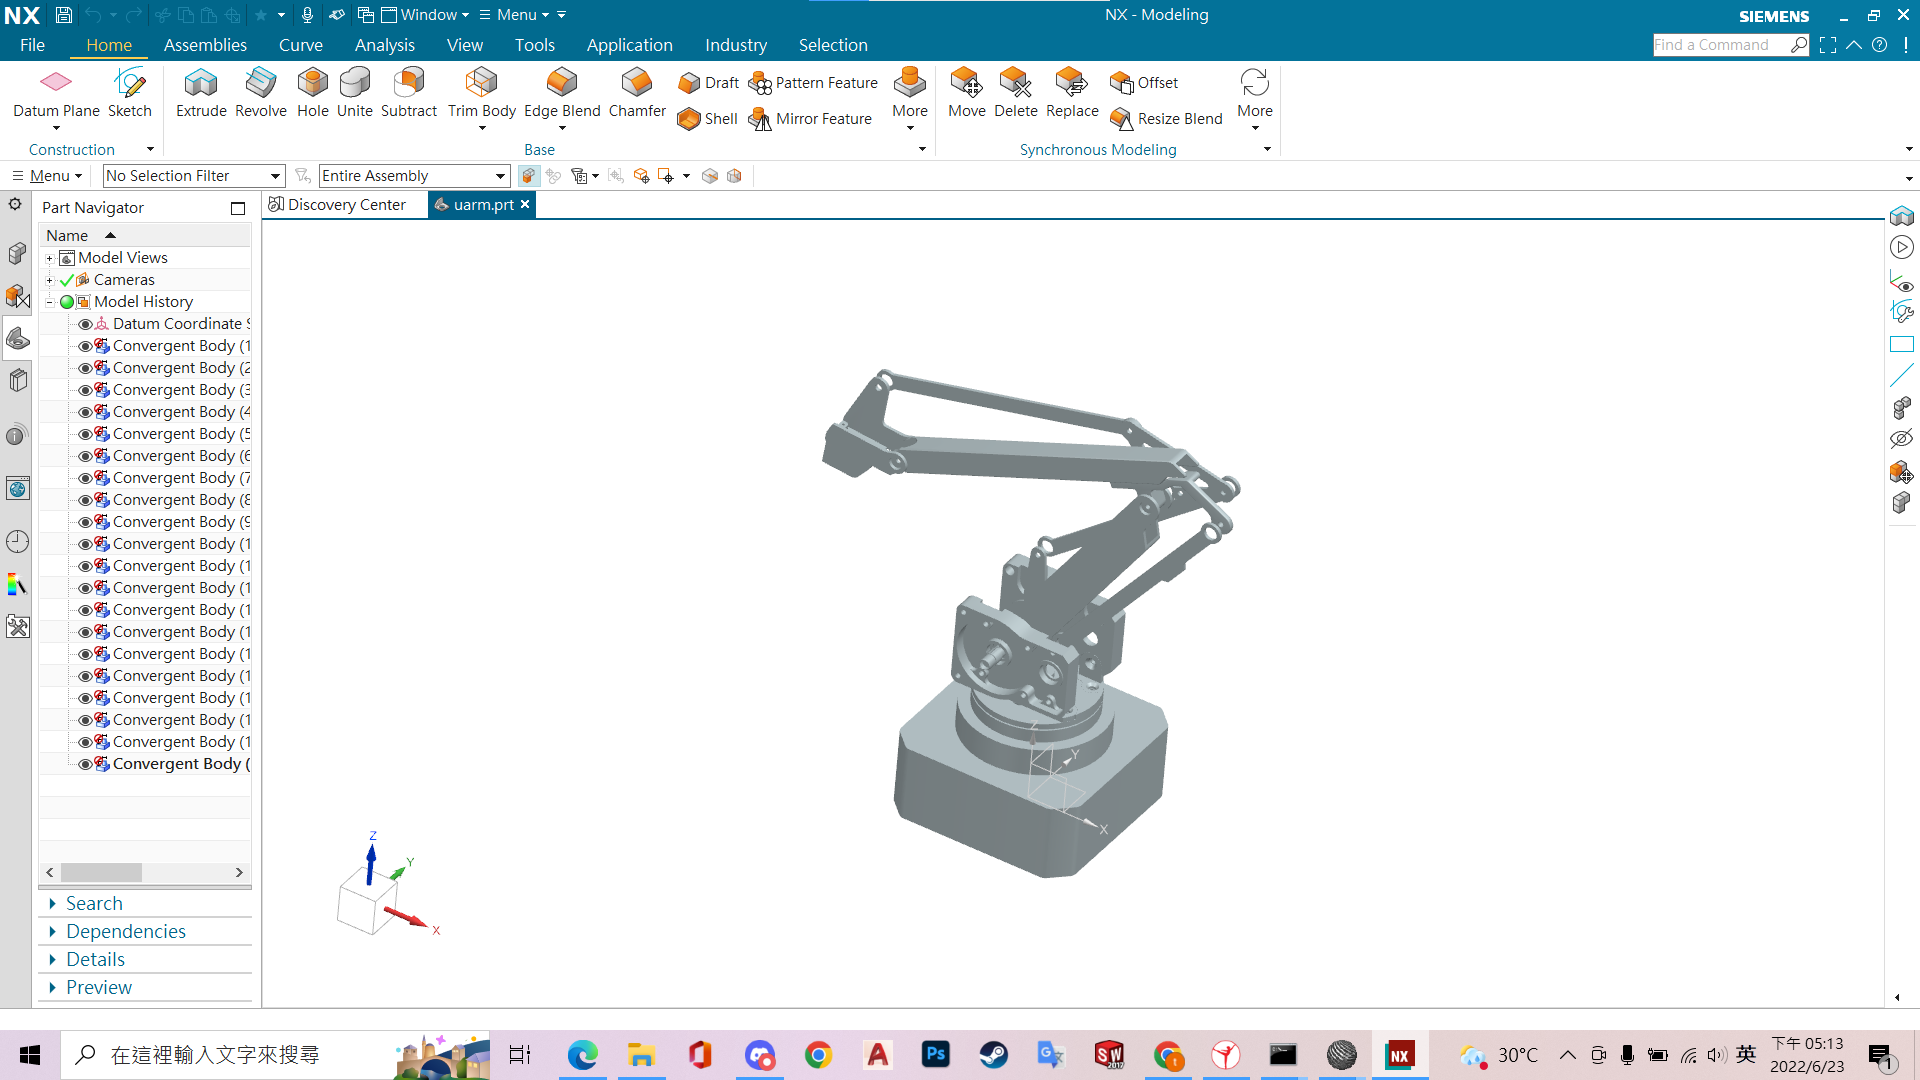 NX Window Menu NX - Modeling SIEMENS
File Home Assemblies Curve Analysis View Tools Application Industry Selection Find a Command
Datum Plane Sketch Extrude Revolve Hole Unite Subtract Trim Body Edge Blend Chamfer Draft Pattern Feature More Move Delete Replace Offset More
Shell Mirror Feature Resize Blend
Construction Base Synchronous Modeling
Menu No Selection Filter Entire Assembly
Part Navigator Discovery Center uarm.prt
Name
Model Views
Cameras
Model History
Datum Coordinate S
Convergent Body (1
Convergent Body (2
Convergent Body (3
Convergent Body (4
Convergent Body (5
Convergent Body (6
Convergent Body (7
Convergent Body (8
Convergent Body (9
Convergent Body (1
Convergent Body (1
Convergent Body (1
Convergent Body (1
Convergent Body (1
Convergent Body (1
Convergent Body (1
Convergent Body (1
Convergent Body (1
Convergent Body (1
Convergent Body (
Z
Y
X
Z
Y
X
Search
Dependencies
Details
Preview
在這裡輸入文字來搜尋 Ps SW 2017 1 NX 30°C 英 下午 05:13
2022/6/23 1